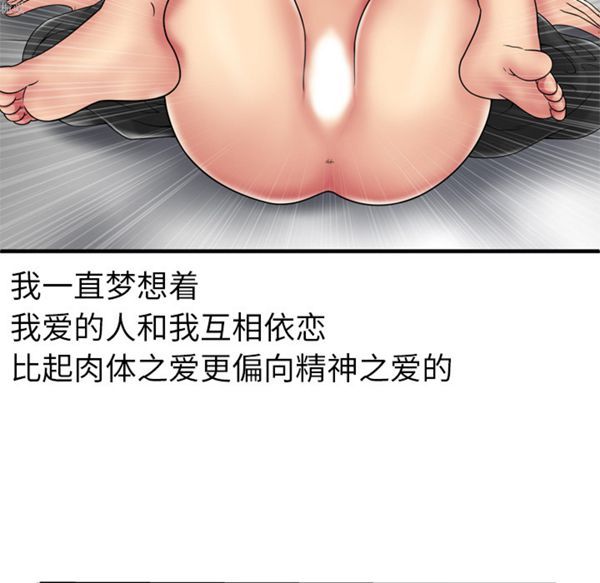 我一直梦想着
我爱的人和我互相依恋
比起肉体之爱更偏向精神之爱的